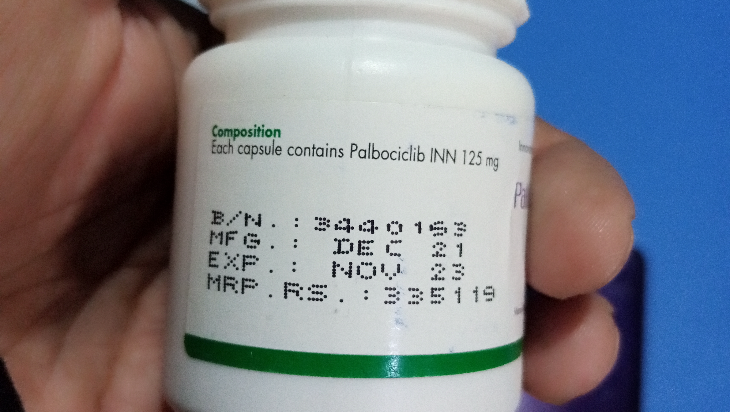 Composition
Each capsule contains Palbociclib INN 125 mg
B/N. : 3440153
MFG. : DEC 21
EXP. : NOV 23
MRP.RS. : 335119